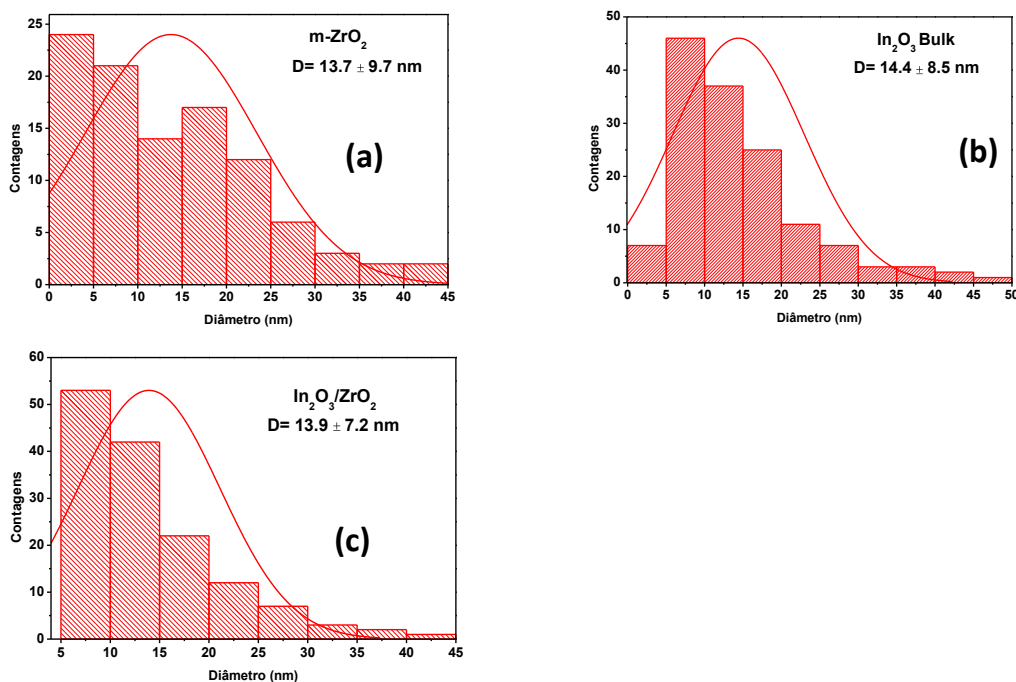 m-ZrO2
D= 13.7 ± 9.7 nm
(a)
Contagens
25
20
15
10
5
0
0 5 10 15 20 25 30 35 40 45
Diâmetro (nm)
In2O3 Bulk
D= 14.4 ± 8.5 nm
(b)
Contagens
50
40
30
20
10
0
0 5 10 15 20 25 30 35 40 45 50
Diâmetro (nm)
In2O3/ZrO2
D= 13.9 ± 7.2 nm
(c)
Contagens
60
50
40
30
20
10
0
5 10 15 20 25 30 35 40 45
Diâmetro (nm)